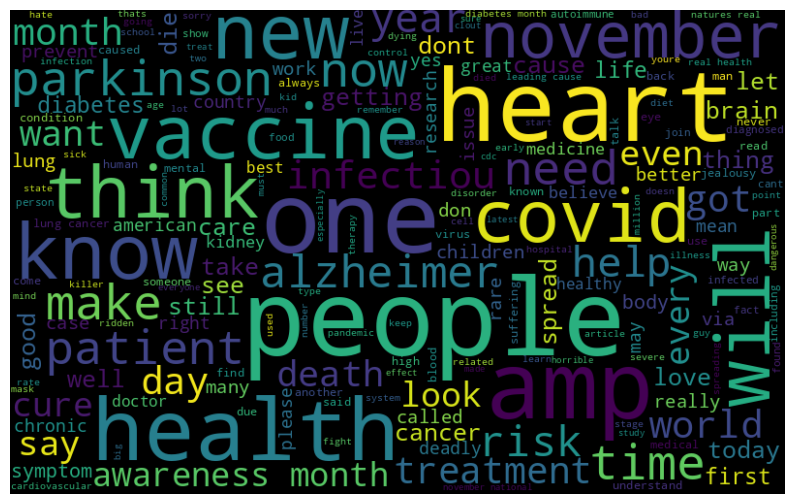 hate thats sorry
going
school show
month new year november
diabetes month autoimmune bad natures real
prevent caused die live dont yes great cause life let
parkinson now work getting heart
infection treat two dying control sure clout youre real health
leading cause back man
diabetes country always research issue brain
condition age lot much kid died start diet never diagnosed
want vaccine remember early eye join read
lung sick food reason cdc talk medicine even thing
human mental best infectiou need better jealousy
state think common must especially disorder known doesn cant
person one therapy cell latest covid million got point
lung cancer american care don believe mean part
know kidney virus children hospital use dangerous
come someone take alzheimer help illness way
mind killer everyone see type rare suffering healthy body infected
make still number people spread every via fact including
good ridden used pandemic keep article may guy will
case right
patient well find high blood related learn horrible severe spreading found
rate many effect made love
mask day death look amp really
cure doctor another said system stage
chronic due please called cancer study medical world
say big fight deadly risk today
symptom awareness month treatment time first
cardiovascular november national understand